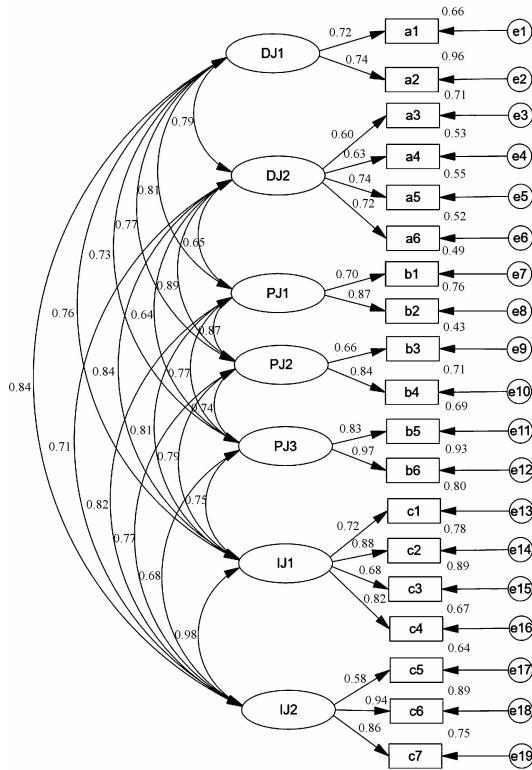 0.66
0.72 a1 e1
DJ1 0.96
0.74 a2 e2
0.71
0.79 a3 e3
0.60 0.53
0.63 a4 e4
DJ2 0.55
0.74 a5 e5
0.81 0.72 0.52
0.77 a6 e6
0.65 0.49
0.73 0.70 b1 e7
0.89 PJ1 0.76
0.76 0.64 0.87 b2 e8
0.87 0.43
0.66 b3 e9
PJ2 0.71
0.84 0.84 0.77 0.84 b4 e10
0.74 0.69
0.81 0.83 b5 e11
0.71 PJ3 0.93
0.79 0.97 b6 e12
0.80
0.75 c1 e13
0.82 0.72 0.78
0.77 0.88 c2 e14
IJ1 0.89
0.68 0.68 c3 e15
0.82 0.67
c4 e16
0.98 0.64
0.58 c5 e17
0.89
IJ2 0.94 c6 e18
0.86 0.75
c7 e19